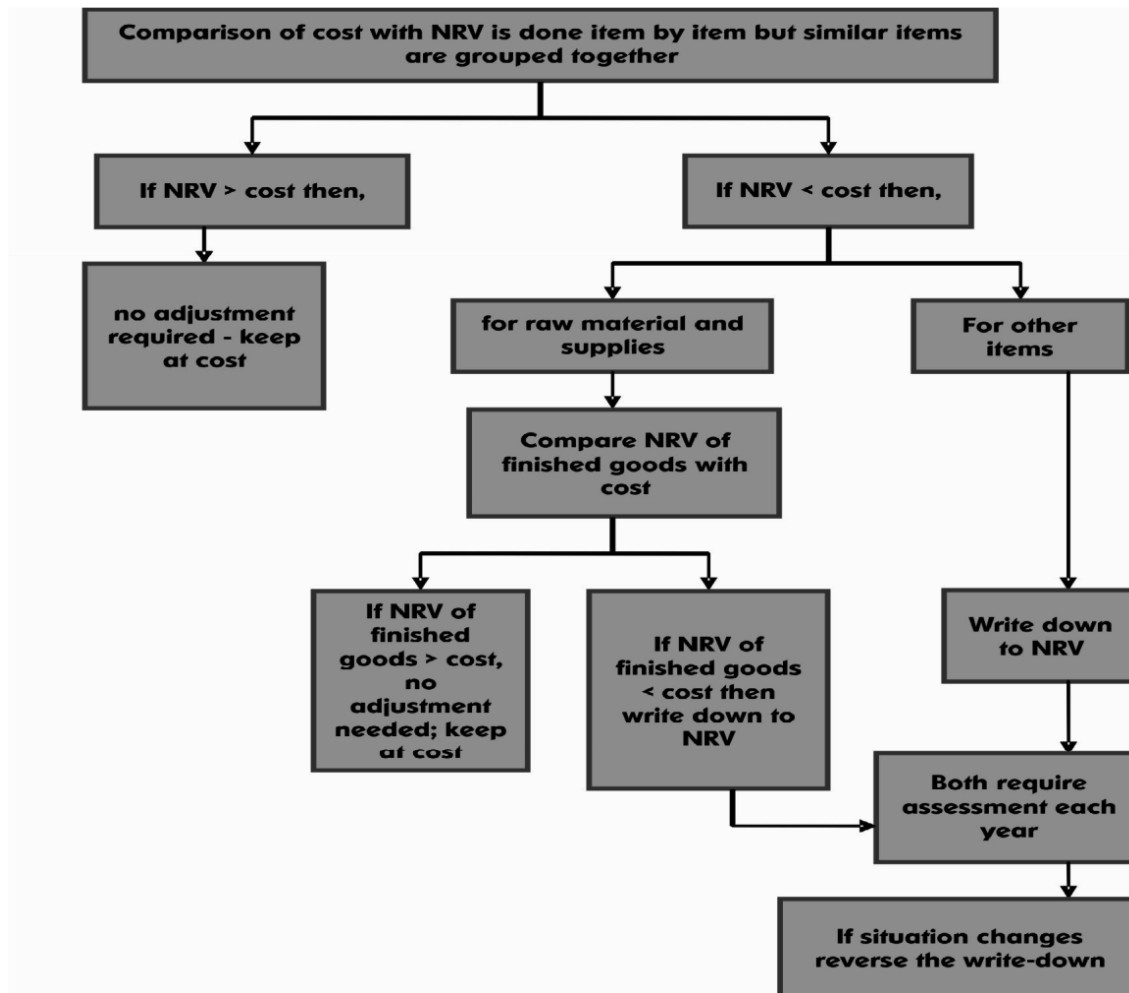 Comparison of cost with NRV is done item by item but similar items
are grouped together
If NRV > cost then,
If NRV < cost then,
no adjustment
required - keep
at cost
for raw material and
supplies
For other
items
Compare NRV of
finished goods with
cost
If NRV of
finished
goods > cost,
no
adjustment
needed; keep
at cost
If NRV of
finished goods
< cost then
write down to
NRV
Write down
to NRV
Both require
assessment each
year
If situation changes
reverse the write-down